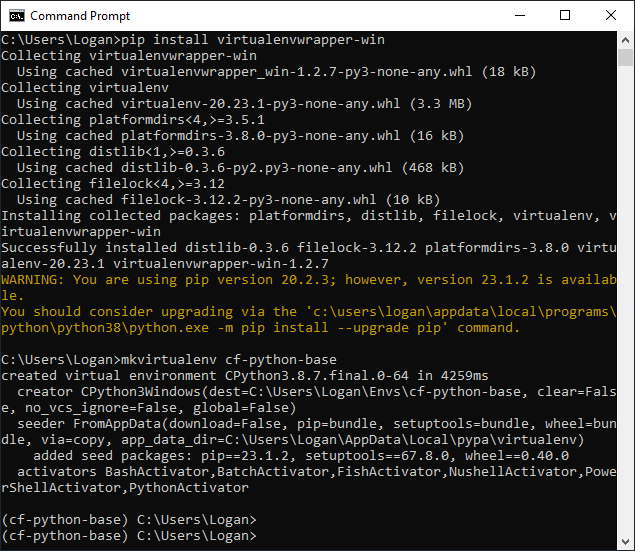 Command Prompt
C:\Users\Logan>pip install virtualenvwrapper-win
Collecting virtualenvwrapper-win
  Using cached virtualenvwrapper_win-1.2.7-py3-none-any.whl (18 kB)
Collecting virtualenv
  Using cached virtualenv-20.23.1-py3-none-any.whl (3.3 MB)
Collecting platformdirs<4,>=3.5.1
  Using cached platformdirs-3.8.0-py3-none-any.whl (16 kB)
Collecting distlib<1,>=0.3.6
  Using cached distlib-0.3.6-py2.py3-none-any.whl (468 kB)
Collecting filelock<4,>=3.12
  Using cached filelock-3.12.2-py3-none-any.whl (10 kB)
Installing collected packages: platformdirs, distlib, filelock, virtualenv, v
irtualenvwrapper-win
Successfully installed distlib-0.3.6 filelock-3.12.2 platformdirs-3.8.0 virtu
alenv-20.23.1 virtualenvwrapper-win-1.2.7
WARNING: You are using pip version 20.2.3; however, version 23.1.2 is availab
le.
You should consider upgrading via the 'c:\users\logan\appdata\local\programs\
python\python38\python.exe -m pip install --upgrade pip' command.
C:\Users\Logan>mkvirtualenv cf-python-base
created virtual environment CPython3.8.7.final.0-64 in 4259ms
  creator CPython3Windows(dest=C:\Users\Logan\Envs\cf-python-base, clear=Fals
e, no_vcs_ignore=False, global=False)
  seeder FromAppData(download=False, pip=bundle, setuptools=bundle, wheel=bun
dle, via=copy, app_data_dir=C:\Users\Logan\AppData\Local\pypa\virtualenv)
    added seed packages: pip==23.1.2, setuptools==67.8.0, wheel==0.40.0
  activators BashActivator,BatchActivator,FishActivator,NushellActivator,Powe
rShellActivator,PythonActivator
(cf-python-base) C:\Users\Logan>
(cf-python-base) C:\Users\Logan>